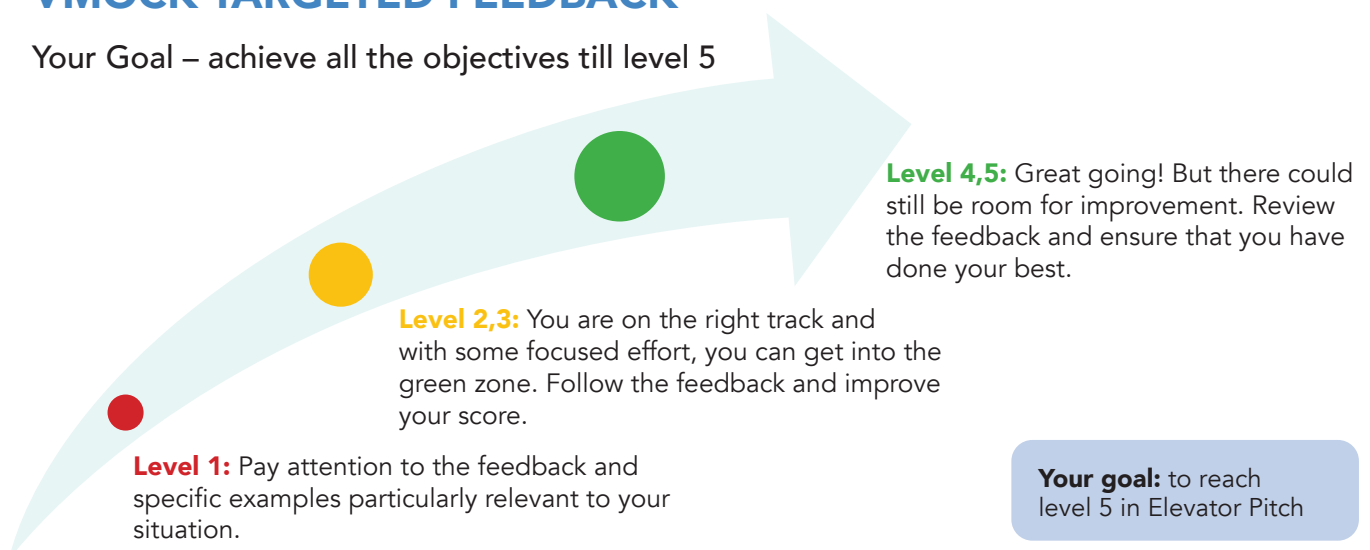 VMOCK TARGETED FEEDBACK
Your Goal – achieve all the objectives till level 5
Level 4,5: Great going! But there could
still be room for improvement. Review
the feedback and ensure that you have
done your best.
Level 2,3: You are on the right track and
with some focused effort, you can get into the
green zone. Follow the feedback and improve
your score.
Level 1: Pay attention to the feedback and
specific examples particularly relevant to your
situation.
Your goal: to reach
level 5 in Elevator Pitch